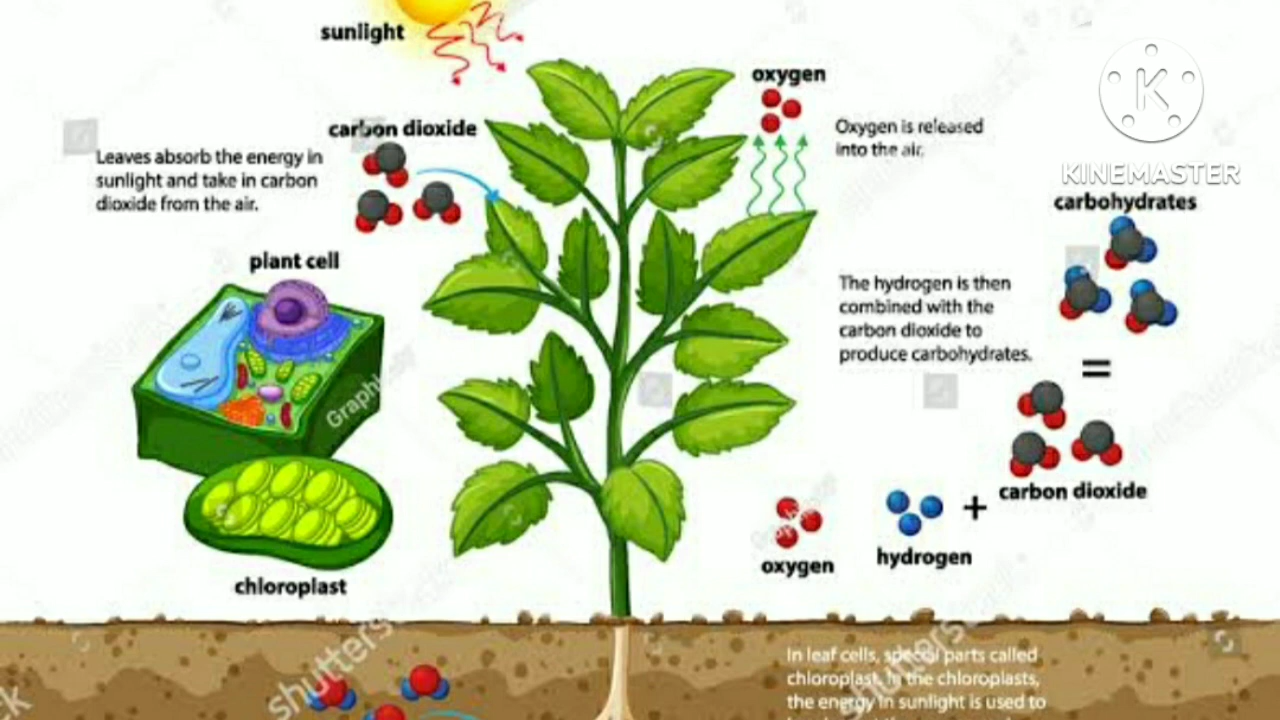 sunlight
oxygen
carbon dioxide
Oxygen is released
into the air.
Leaves absorb the energy in
sunlight and take in carbon
dioxide from the air.
K
KINEMASTER
carbohydrates
plant cell
The hydrogen is then
combined with the
carbon dioxide to
produce carbohydrates.
=
+
carbon dioxide
oxygen
hydrogen
chloroplast
In leaf cells, special parts called
chloroplast. In the chloroplasts,
the energy in sunlight is used to
shutters